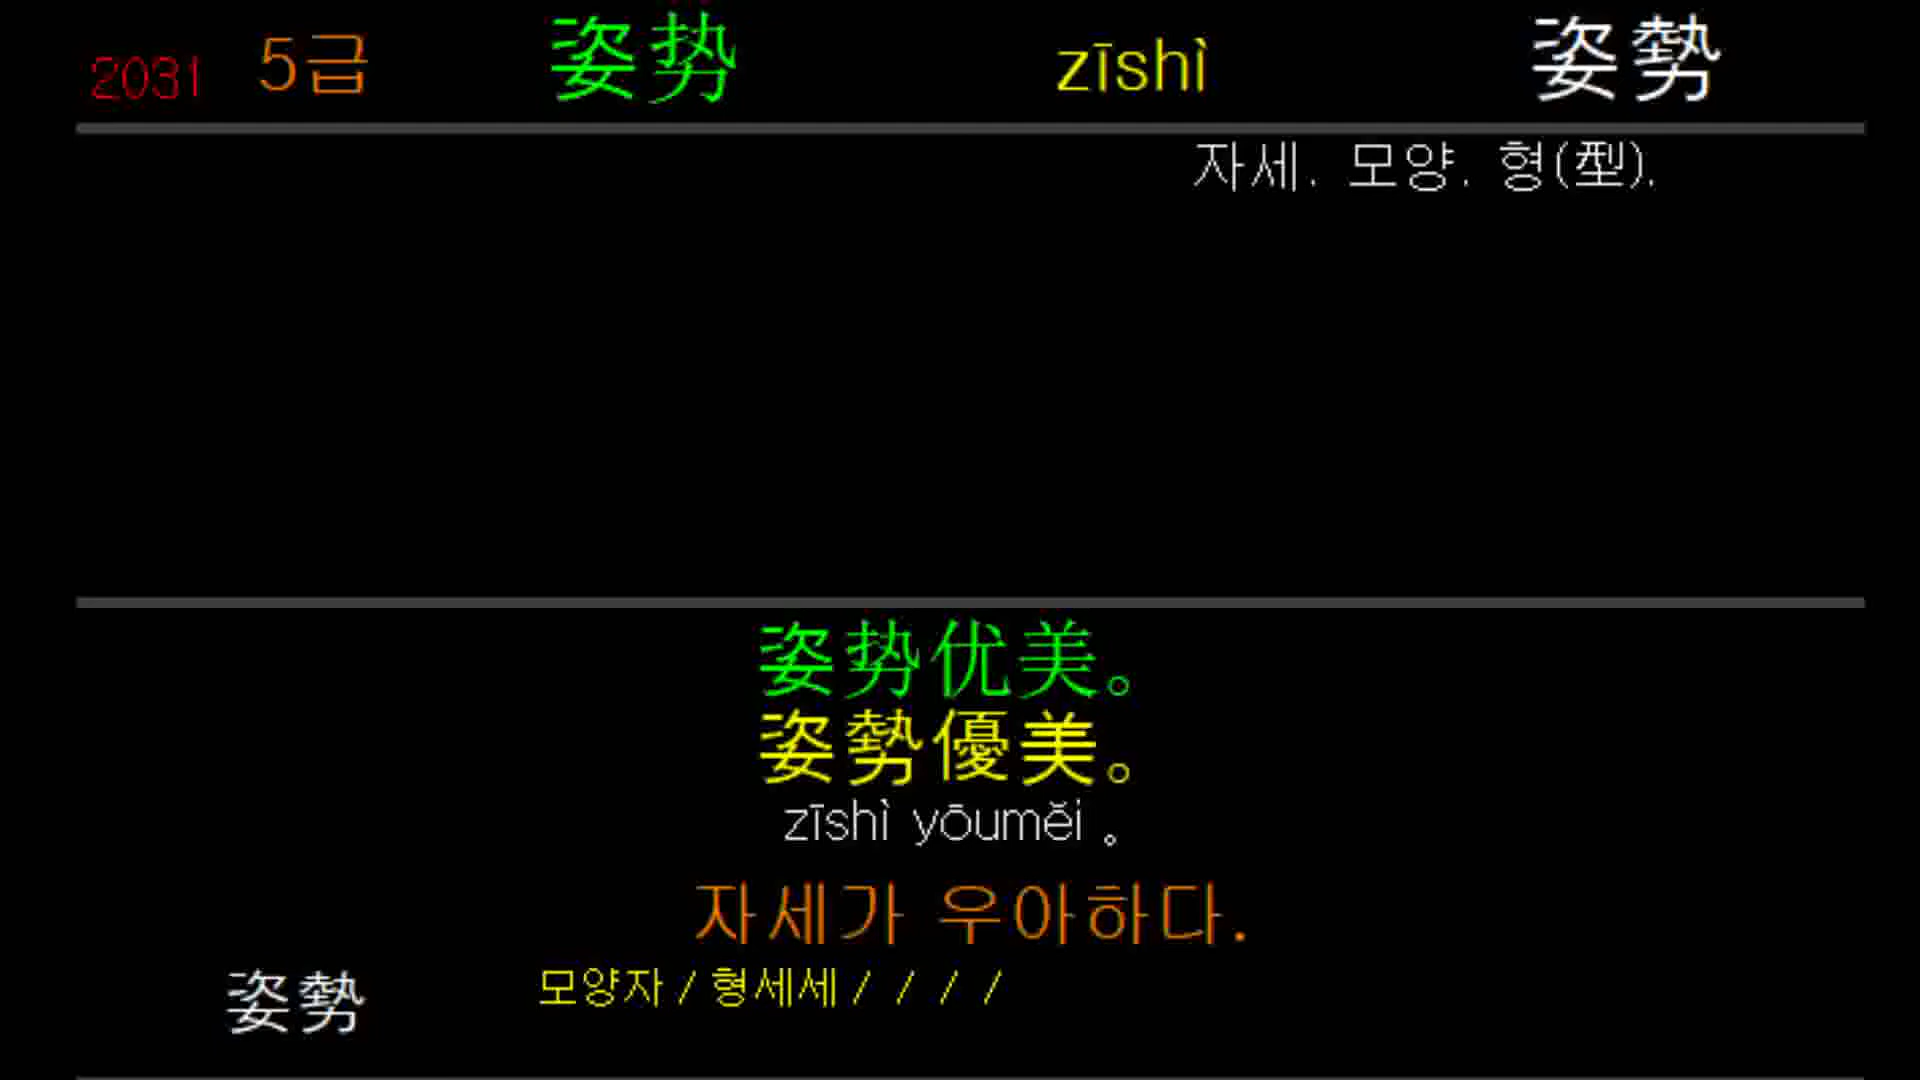 2031 5급 姿势 zīshì 姿勢
자세. 모양. 형(型).
姿势优美。
姿勢優美。
zīshì yōuměi 。
자세가 우아하다.
姿勢 모양자 / 형세세 / / / /